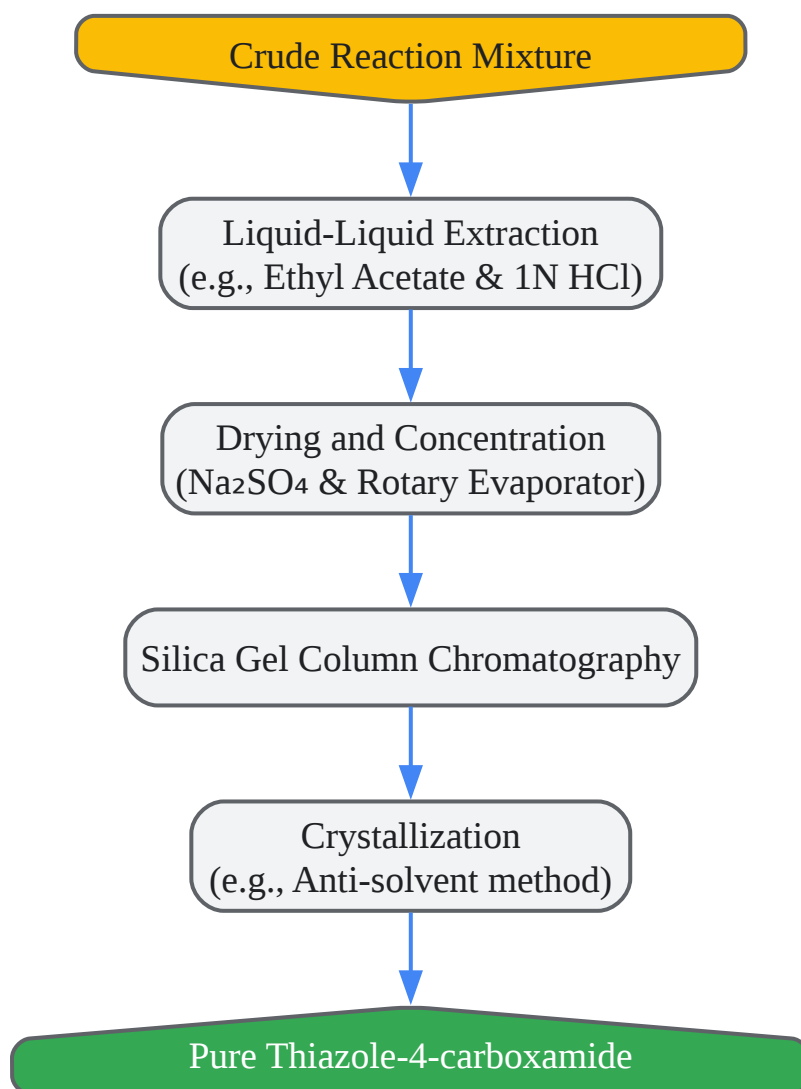 Crude Reaction Mixture
Liquid-Liquid Extraction
(e.g., Ethyl Acetate & 1N HCl)
Drying and Concentration
(Na₂SO₄ & Rotary Evaporator)
Silica Gel Column Chromatography
Crystallization
(e.g., Anti-solvent method)
Pure Thiazole-4-carboxamide